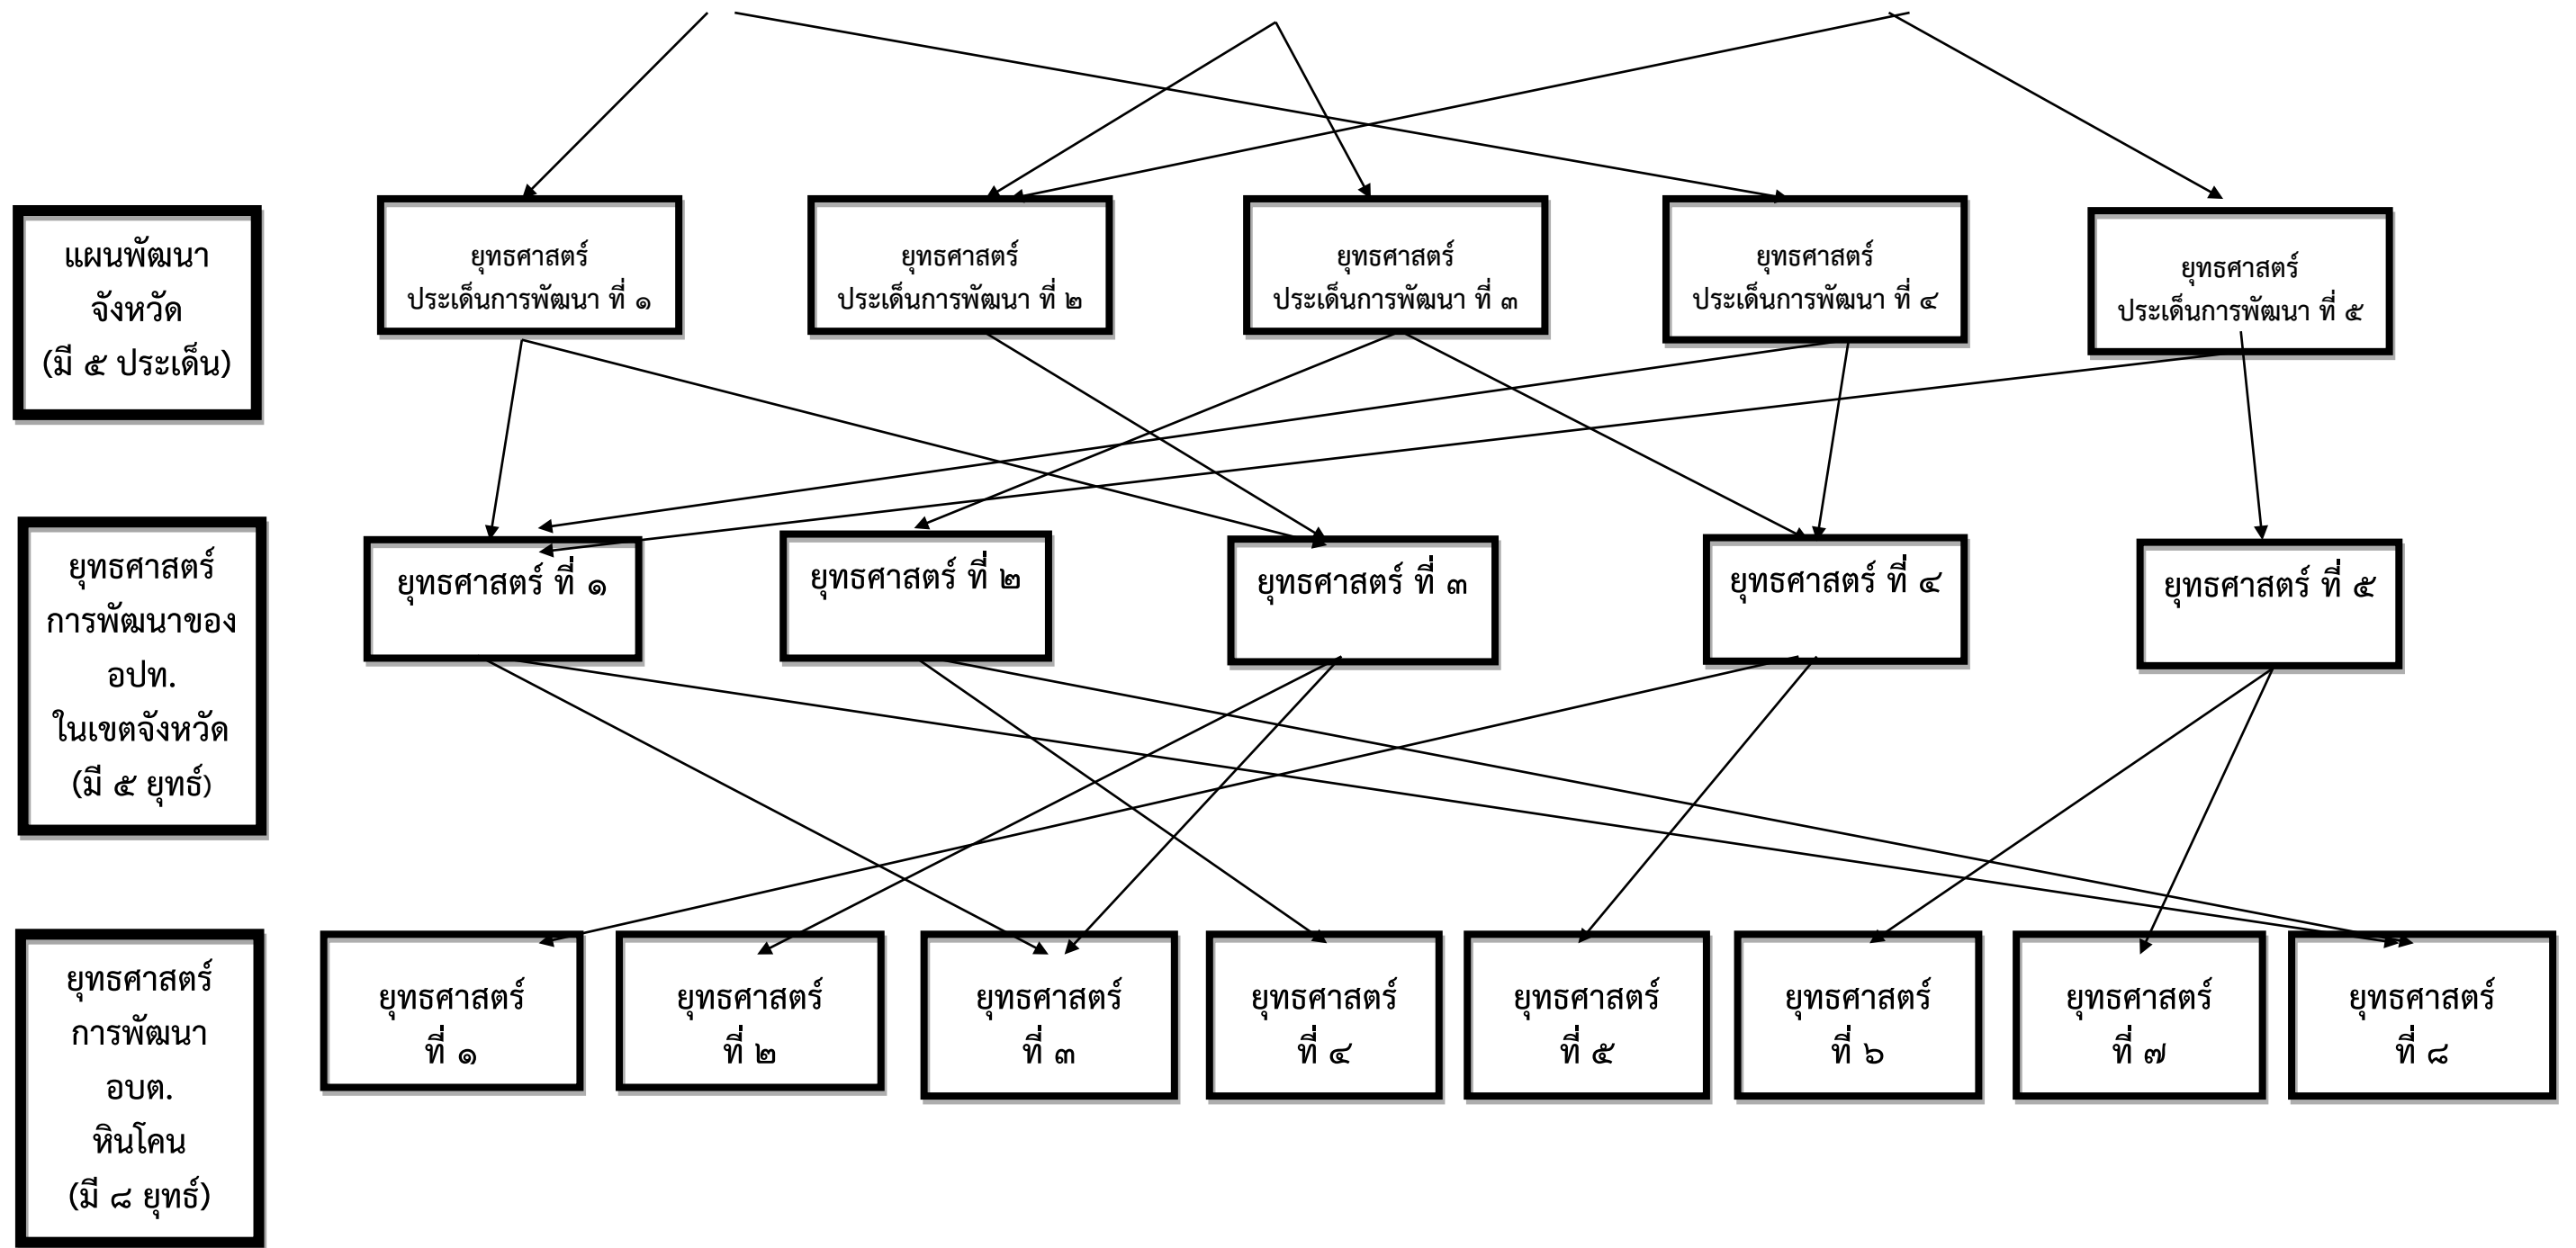 แผนพัฒนา
จังหวัด
(มี ๕ ประเด็น)
ยุทธศาสตร์
ประเด็นการพัฒนา ที่ ๑
ยุทธศาสตร์
ประเด็นการพัฒนา ที่ ๒
ยุทธศาสตร์
ประเด็นการพัฒนา ที่ ๓
ยุทธศาสตร์
ประเด็นการพัฒนา ที่ ๔
ยุทธศาสตร์
ประเด็นการพัฒนา ที่ ๕
ยุทธศาสตร์
การพัฒนาของ
อปท.
ในเขตจังหวัด
(มี ๕ ยุทธ์)
ยุทธศาสตร์ ที่ ๑
ยุทธศาสตร์ ที่ ๒
ยุทธศาสตร์ ที่ ๓
ยุทธศาสตร์ ที่ ๔
ยุทธศาสตร์ ที่ ๕
ยุทธศาสตร์
การพัฒนา
อบต.
หินโคน
(มี ๘ ยุทธ์)
ยุทธศาสตร์
ที่ ๑
ยุทธศาสตร์
ที่ ๒
ยุทธศาสตร์
ที่ ๓
ยุทธศาสตร์
ที่ ๔
ยุทธศาสตร์
ที่ ๕
ยุทธศาสตร์
ที่ ๖
ยุทธศาสตร์
ที่ ๗
ยุทธศาสตร์
ที่ ๘